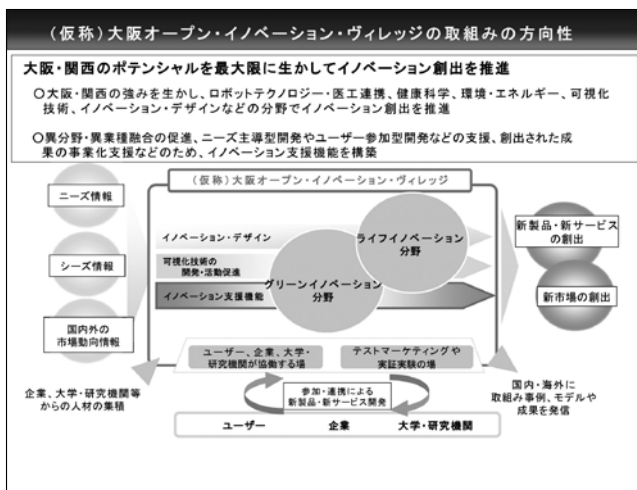 (仮称)大阪オープン・イノベーション・ヴィレッジの取組みの方向性
大阪・関西のポテンシャルを最大限に生かしてイノベーション創出を推進
○大阪・関西の強みを生かし、ロボットテクノロジー・医工連携、健康科学、環境・エネルギー、可視化
技術、イノベーション・デザインなどの分野でイノベーション創出を推進
○異分野・異業種融合の促進、ニーズ主導型開発やユーザー参加型開発などの支援、創出された成
果の事業化支援などのため、イノベーション支援機能を構築
(仮称)大阪オープン・イノベーション・ヴィレッジ
ニーズ情報
シーズ情報
国内外の
市場動向情報
イノベーション・デザイン
可視化技術の
開発・活動促進
イノベーション支援機能
グリーンイノベーション
分野
ライフイノベーション
分野
新製品・新サービス
の創出
新市場の創出
ユーザー、企業、大学・
研究機関が協働する場
テストマーケティングや
実証実験の場
企業、大学・研究機関等
からの人材の集積
参加・連携による
新製品・新サービス開発
国内・海外に
取組み事例、モデルや
成果を発信
ユーザー 企業 大学・研究機関